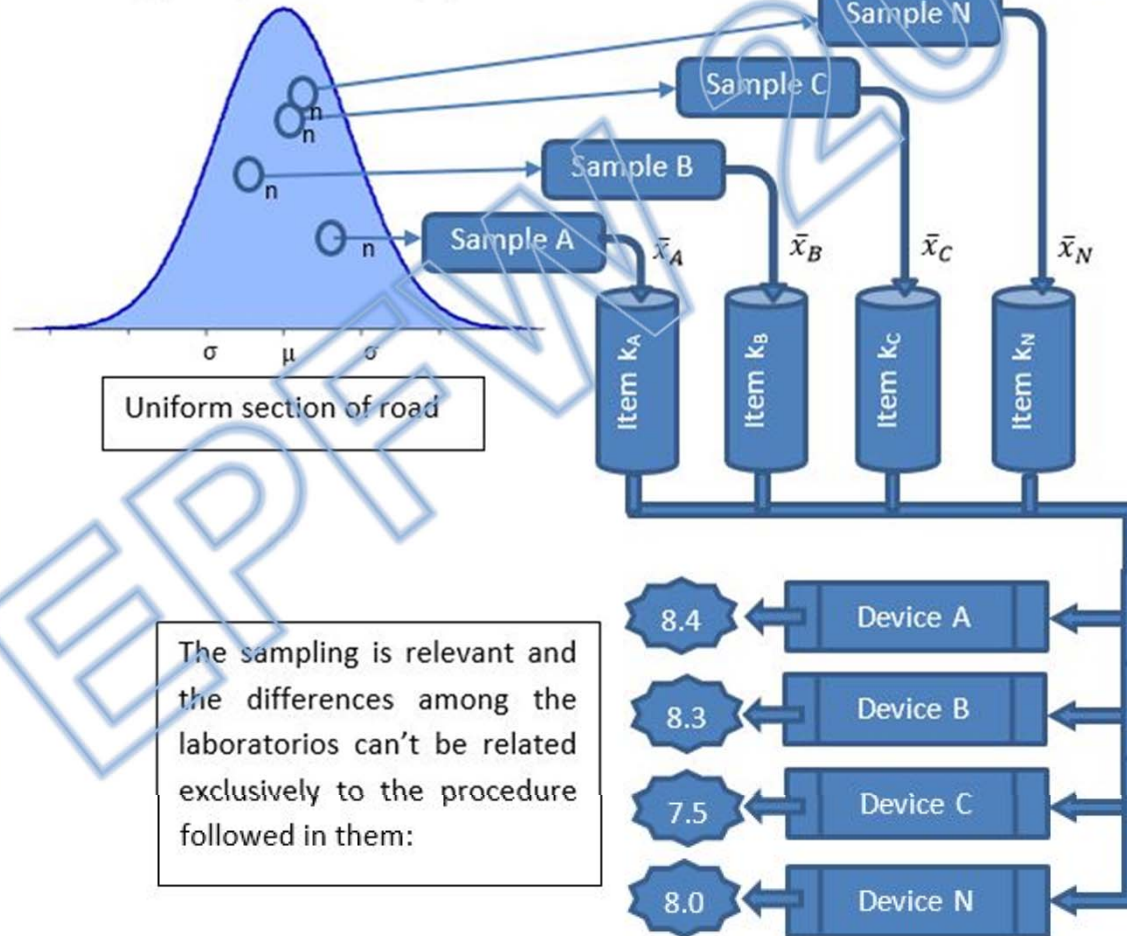 Sample N
Sample C
Sample B
Sample A
n
n
n
n
x̄A
x̄B
x̄C
x̄N
σ μ σ
Uniform section of road
Item kA
Item kB
Item kC
Item kN
The sampling is relevant and
the differences among the
laboratorios can't be related
exclusively to the procedure
followed in them:
8.4
Device A
8.3
Device B
7.5
Device C
8.0
Device N
EPFW 20